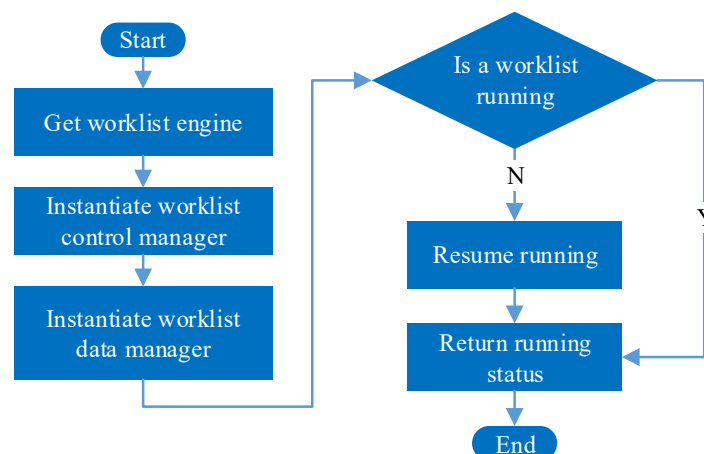 Start
Get worklist engine
Instantiate worklist
control manager
Instantiate worklist
data manager
Is a worklist
running
N
Y
Resume running
Return running
status
End